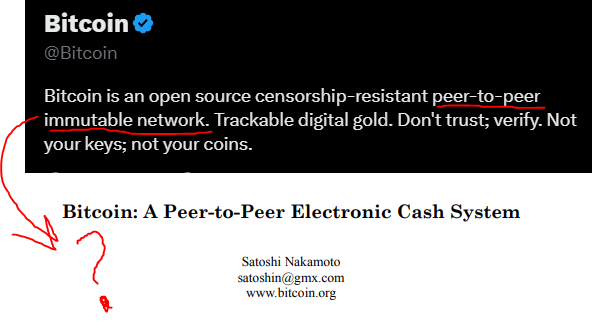 Bitcoin
@Bitcoin
Bitcoin is an open source censorship-resistant peer-to-peer
immutable network. Trackable digital gold. Don't trust; verify. Not
your keys; not your coins.
Bitcoin: A Peer-to-Peer Electronic Cash System
?
Satoshi Nakamoto
satoshin@gmx.com
www.bitcoin.org